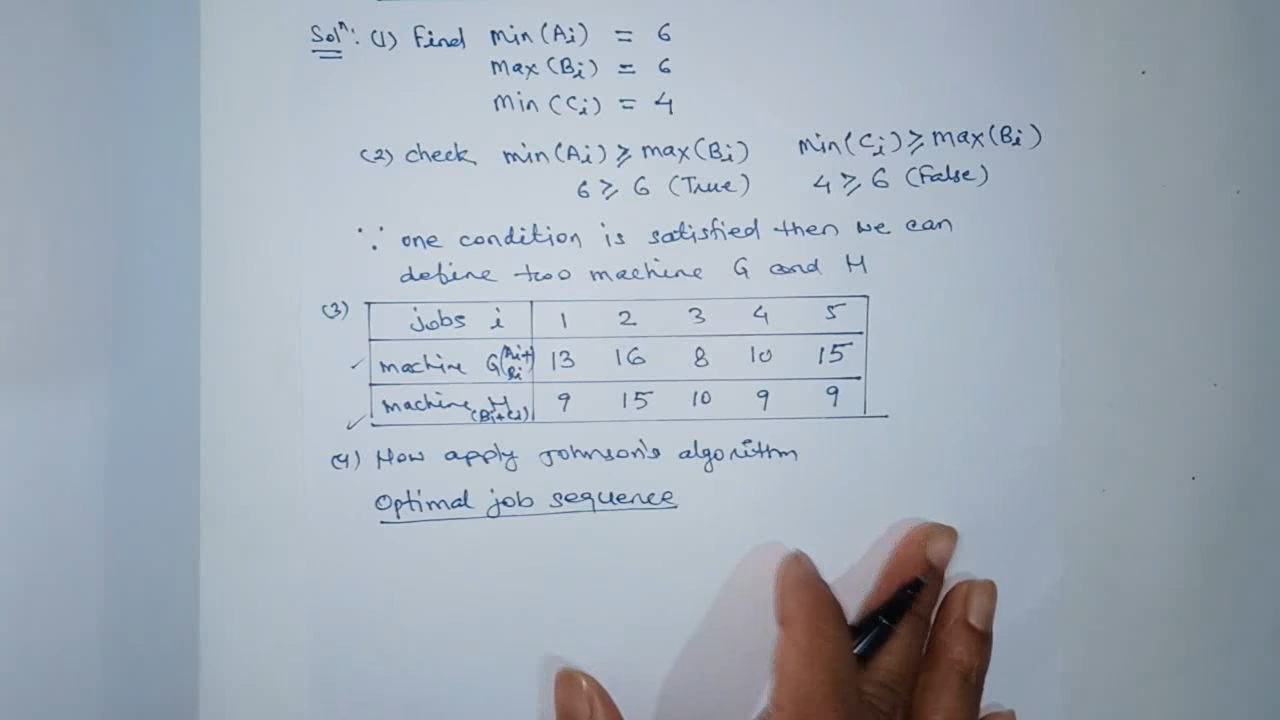 Solⁿ: (1) Find min(Ai) = 6
max(Bi) = 6
min(Ci) = 4
(2) check min(Ai) ⩾ max(Bi) min(Ci) ⩾ max(Bi)
6 ⩾ 6 (True) 4 ⩾ 6 (False)
∵ one condition is satisfied then we can
define two machine G and H
(3) jobs i 1 2 3 4 5
machine G(Ai+Bi) 13 16 8 10 15
machine H (Bi+Ci) 9 15 10 9 9
(4) Now apply Johnson's algorithm
Optimal job sequence